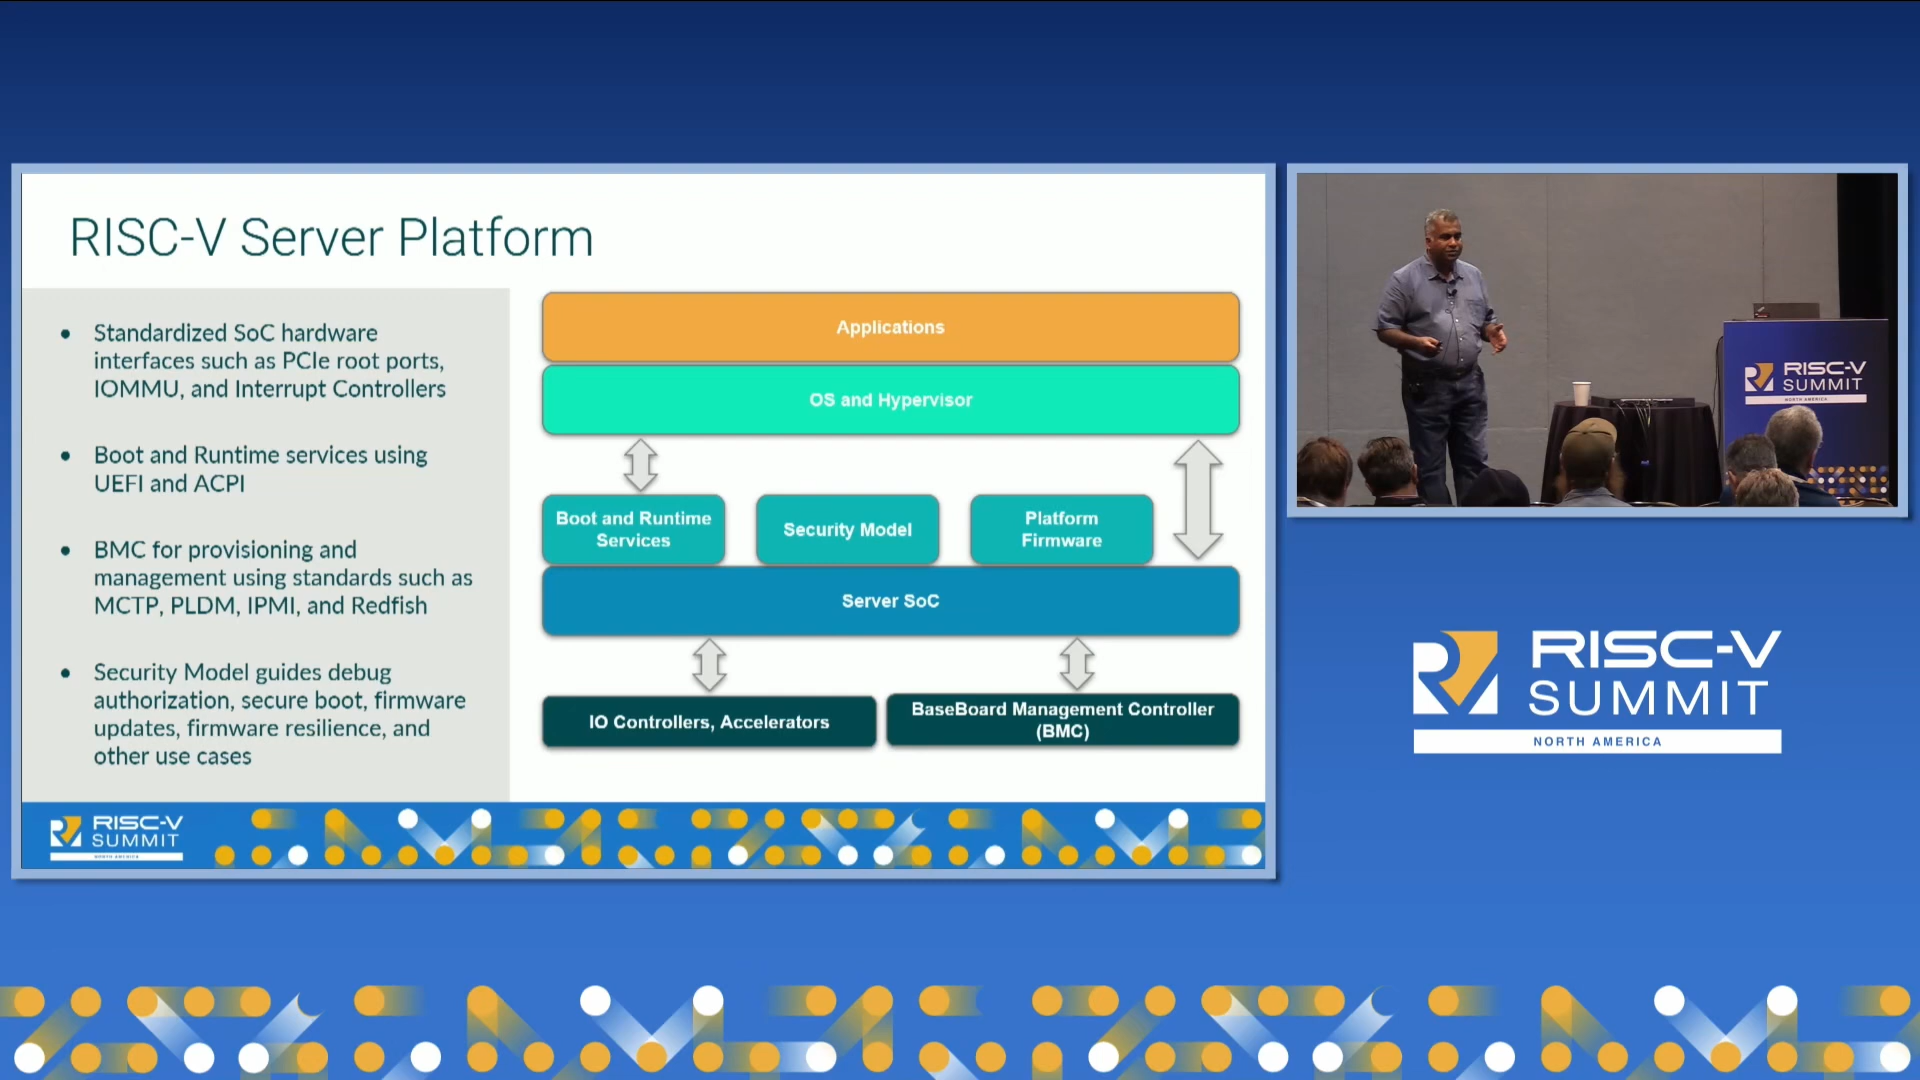 RISC-V Server Platform
• Standardized SoC hardware
interfaces such as PCIe root ports,
IOMMU, and Interrupt Controllers
• Boot and Runtime services using
UEFI and ACPI
• BMC for provisioning and
management using standards such as
MCTP, PLDM, IPMI, and Redfish
• Security Model guides debug
authorization, secure boot, firmware
updates, firmware resilience, and
other use cases
Applications
OS and Hypervisor
Boot and Runtime
Services
Security Model
Platform
Firmware
Server SoC
IO Controllers, Accelerators
BaseBoard Management Controller
(BMC)
RISC-V
SUMMIT
NORTH AMERICA
RISC-V
SUMMIT
NORTH AMERICA
RISC-V
SUMMIT
NORTH AMERICA